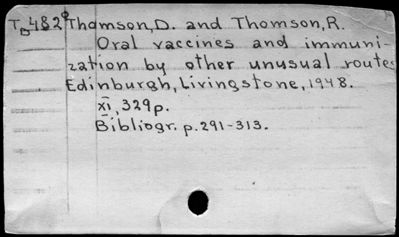 TD482° Thomson, D. and Thomson, R.
Oral vaccines and immuni-
zation by other unusual routes
Edinburgh, Livingstone, 1948.
XI, 329p.
Bibliogr. p. 291-313.